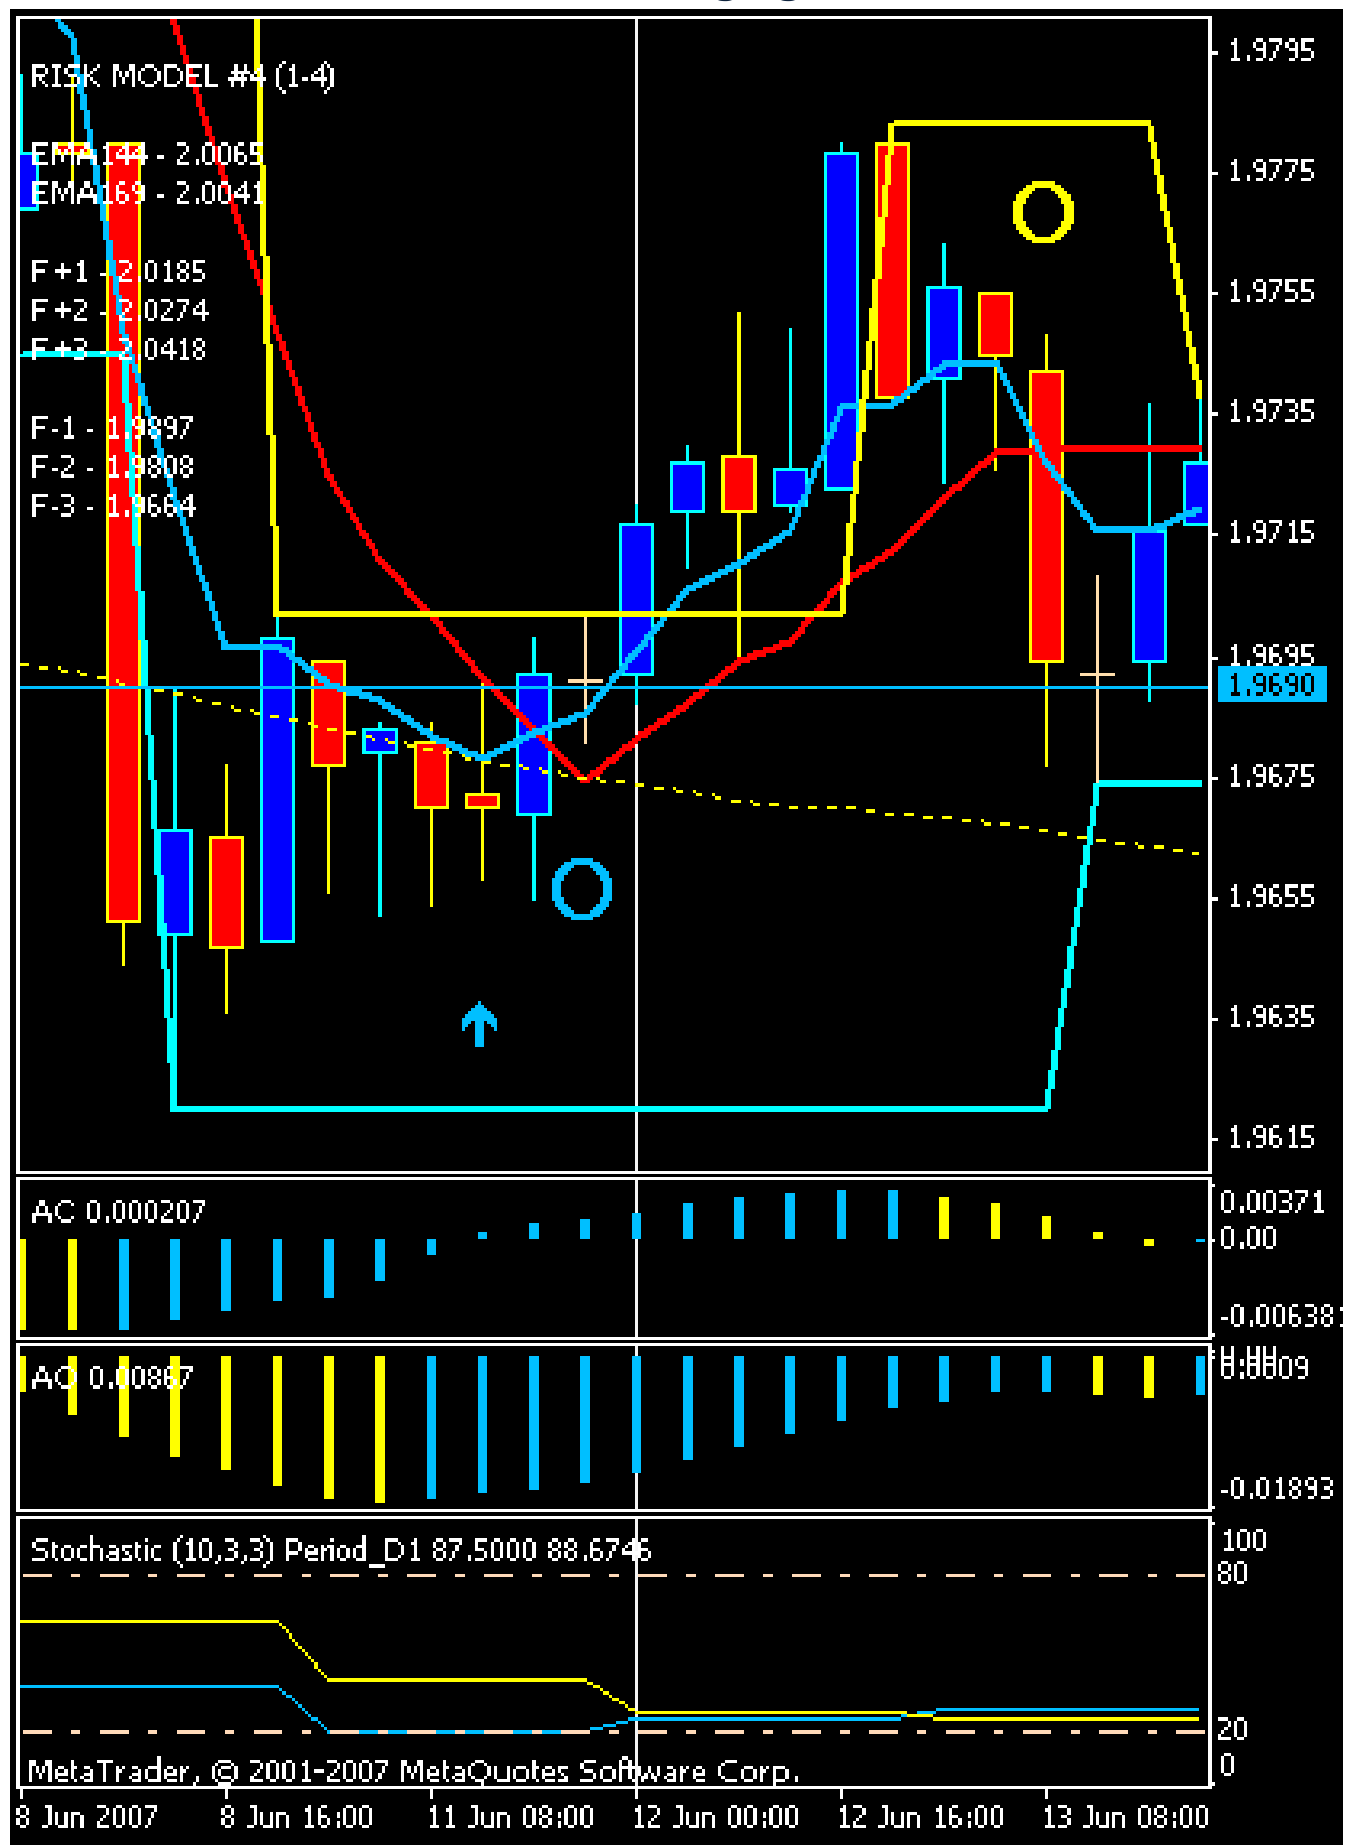 RISK MODEL #4 (1-4)
EMA144 - 2.0065
EMA169 - 2.0041
F+1 - 2.0185
F+2 - 2.0274
F+3 - 2.0418
F-1 - 1.9897
F-2 - 1.9808
F-3 - 1.9664
1.9795
1.9775
1.9755
1.9735
1.9715
1.9695
1.9690
1.9675
1.9655
1.9635
1.9615
AC 0.000207
0.00371
0.00
-0.006381
AO 0.00867
-0.01893
Stochastic (10,3,3) Period_D1 87.5000 88.6746
100
80
20
0
MetaTrader, © 2001-2007 MetaQuotes Software Corp.
8 Jun 2007 8 Jun 16:00 11 Jun 08:00 12 Jun 00:00 12 Jun 16:00 13 Jun 08:00